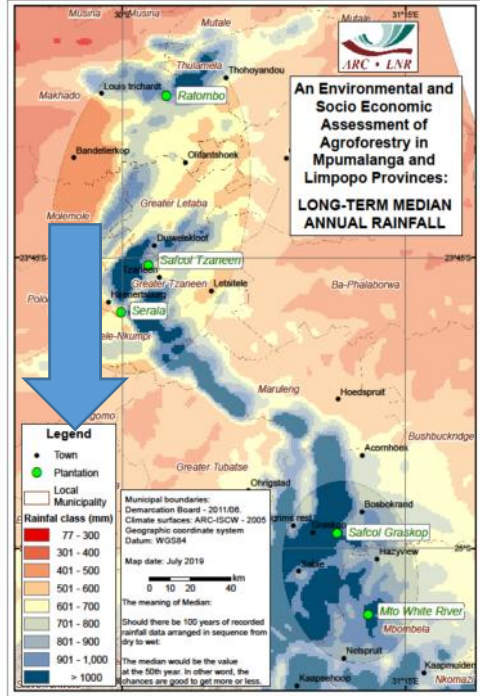 Musina
30°E
Musina
Mutale
Mutale
31°15'E
Thulamela
Thohoyandou
Louis trichardt
Makhado
Ratombo
ARC • LNR
An Environmental and
Socio Economic
Assessment of
Agroforestry in
Mpumalanga and
Limpopo Provinces:
LONG-TERM MEDIAN
ANNUAL RAINFALL
Bandelierkop
Olifantshoek
Greater Letaba
Molemole
Duiwelskloof
23°45'S
23°45'S
Safcol Tzaneen
Tzaneen
Greater Tzaneen
Letsitele
Ba-Phalaborwa
Haenertsburg
Serala
Maruleng
Hoedspruit
Bushbuckridge
Acornhoek
Greater Tubatse
Ohrigstad
Bosbokrand
Safcol Graskop
Graskop
25°S
25°S
Hazyview
Sabie
Mto White River
Mbombela
Nelspruit
Kaapmuiden
Kaapsehoop
31°15'E
Nkomazi
Legend
Town
Plantation
Local
Municipality
Rainfall class (mm)
77 - 300
301 - 400
401 - 500
501 - 600
601 - 700
701 - 800
801 - 900
901 - 1,000
> 1000
Municipal boundaries:
Demarcation Board - 2011/06.
Climate surfaces: ARC-ISCW - 2005
Geographic coordinate system
Datum: WGS84
Map date: July 2019
0 10 20 40
km
The meaning of Median:
Should there be 100 years of recorded
rainfall data arranged in sequence from
dry to wet:
The median would be the value
at the 50th year. In other word, the
chances are good to get more or less.